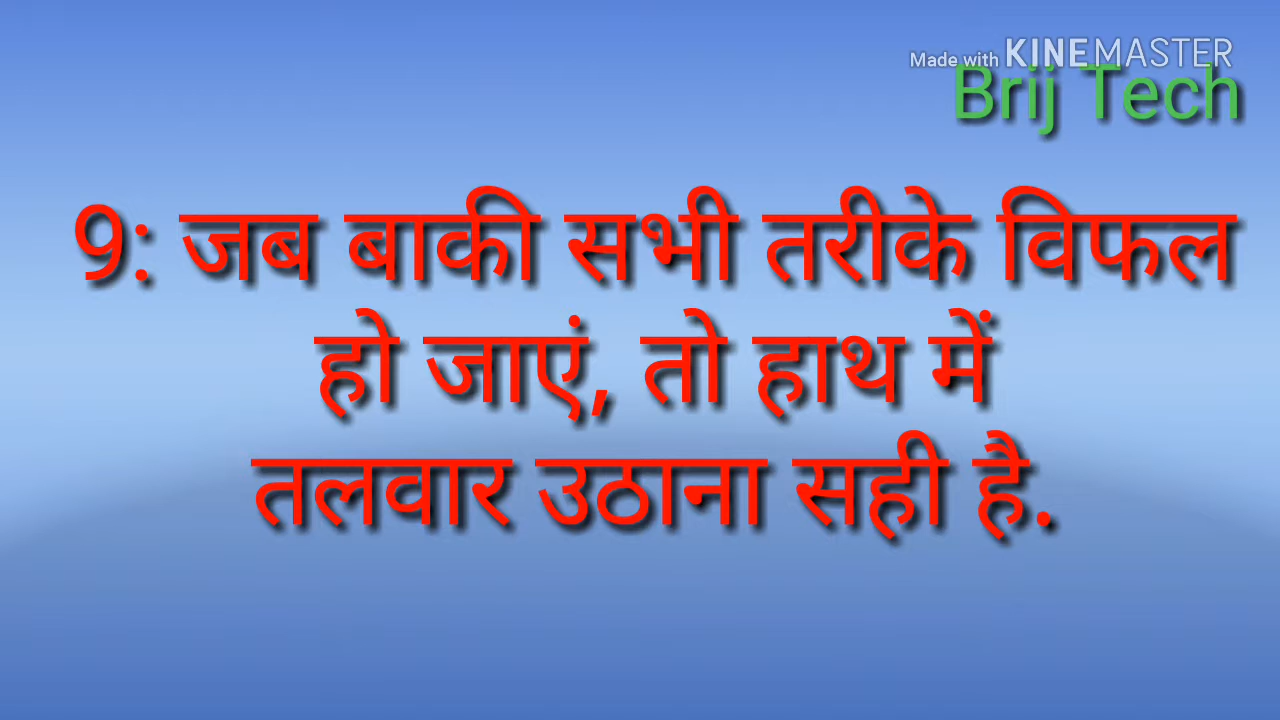 Made with KINEMASTER
Brij Tech
9: जब बाकी सभी तरीके विफल
हो जाएं, तो हाथ में
तलवार उठाना सही है.